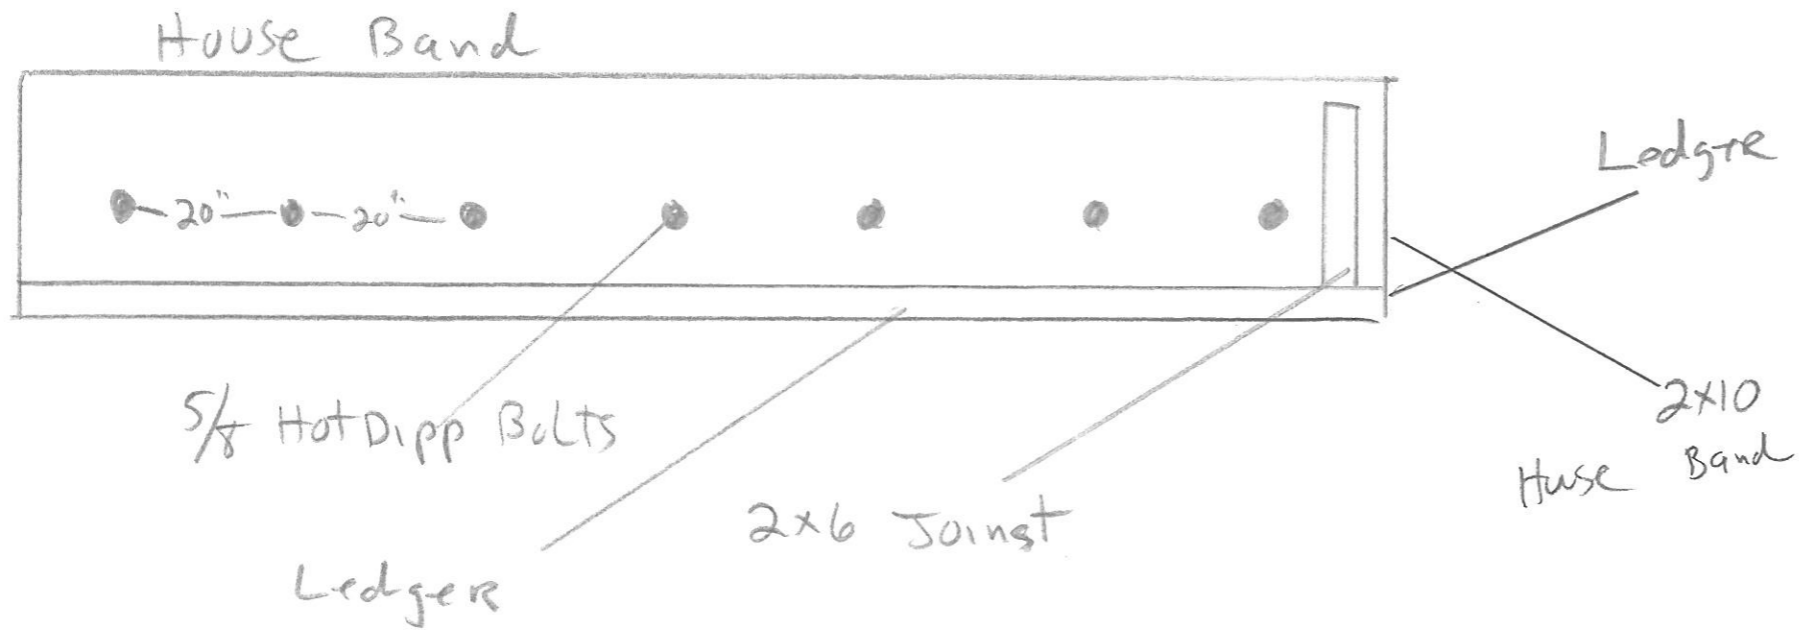 House Band
Ledgre
20" 20"
2x10
Huse Band
5/8 HotDipp Bolts
2x6 Joinst
Ledger